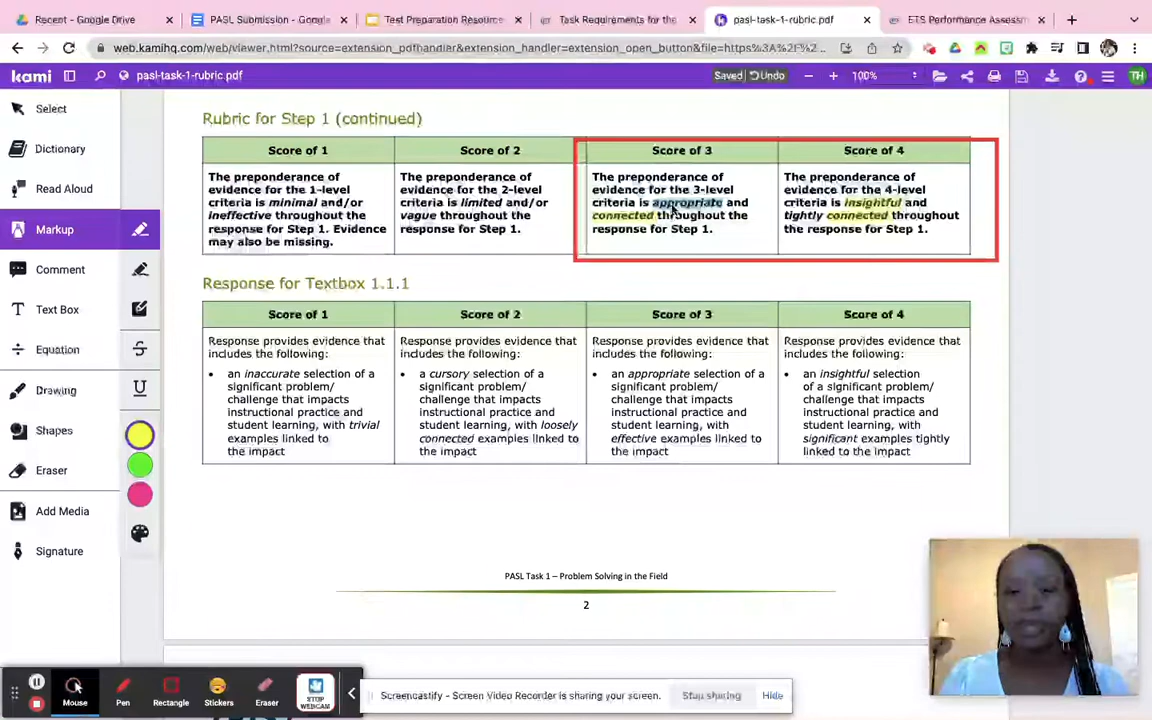 Recent - Google Drive
PASL Submission - Google
Test Preparation Resource
Task Requirements for the
pasl-task-1-rubric.pdf
ETS Performance Assessm
web.kamihq.com/web/viewer.html?source=extension_pdfhandler&extension_handler=extension_open_button&file=https%3A%2F%2F...
kami
pasl-task-1-rubric.pdf
Saved
Undo
100%
TH
Select
Dictionary
Read Aloud
Markup
Comment
Text Box
Equation
Drawing
Shapes
Eraser
Add Media
Signature
Rubric for Step 1 (continued)
Score of 1
Score of 2
Score of 3
Score of 4
The preponderance of
evidence for the 1-level
criteria is minimal and/or
ineffective throughout the
response for Step 1. Evidence
may also be missing.
The preponderance of
evidence for the 2-level
criteria is limited and/or
vague throughout the
response for Step 1.
The preponderance of
evidence for the 3-level
criteria is appropriate and
connected throughout the
response for Step 1.
The preponderance of
evidence for the 4-level
criteria is insightful and
tightly connected throughout
the response for Step 1.
Response for Textbox 1.1.1
Score of 1
Score of 2
Score of 3
Score of 4
Response provides evidence that
includes the following:
• an inaccurate selection of a
significant problem/
challenge that impacts
instructional practice and
student learning, with trivial
examples linked to
the impact
Response provides evidence that
includes the following:
• a cursory selection of a
significant problem/
challenge that impacts
instructional practice and
student learning, with loosely
connected examples linked to
the impact
Response provides evidence that
includes the following:
• an appropriate selection of a
significant problem/
challenge that impacts
instructional practice and
student learning, with
effective examples linked to
the impact
Response provides evidence that
includes the following:
• an insightful selection
of a significant problem/
challenge that impacts
instructional practice and
student learning, with
significant examples tightly
linked to the impact
PASL Task 1 – Problem Solving in the Field
2
Mouse
Pen
Rectangle
Stickers
Eraser
STOP
WEBCAM
Screencastify - Screen Video Recorder is sharing your screen.
Stop sharing
Hide